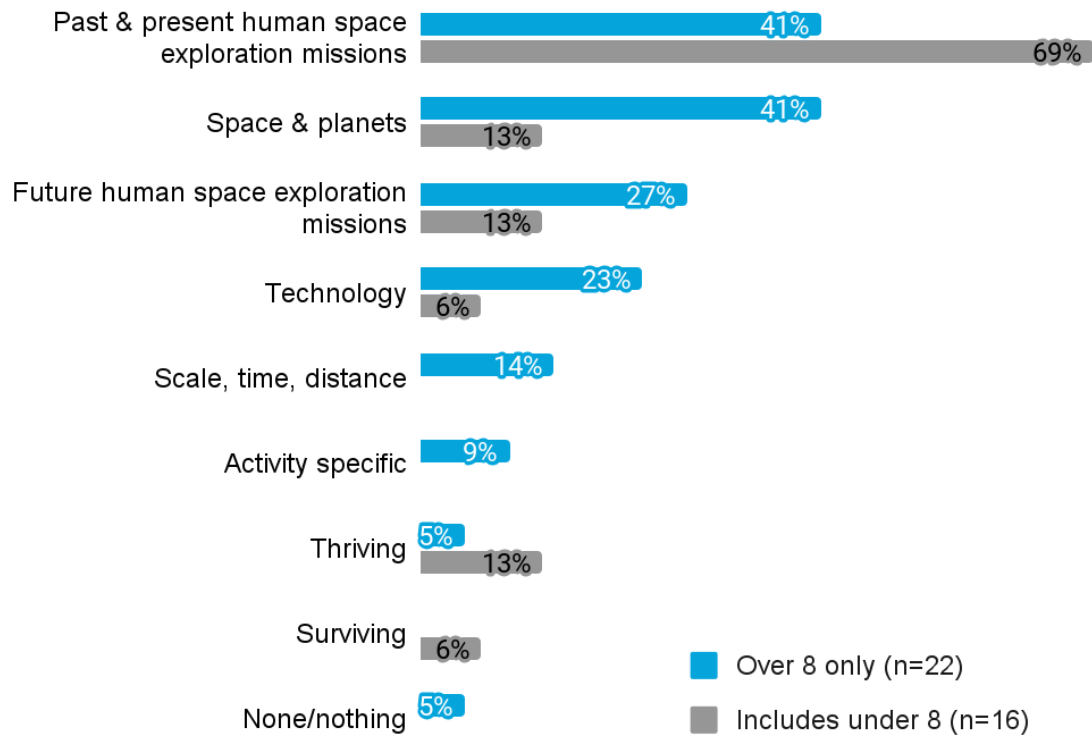 Past & present human space
exploration missions
41%
69%
Space & planets
41%
13%
Future human space exploration
missions
27%
13%
Technology
23%
6%
Scale, time, distance
14%
Activity specific
9%
Thriving
5%
13%
Surviving
6%
None/nothing
5%
Over 8 only (n=22)
Includes under 8 (n=16)